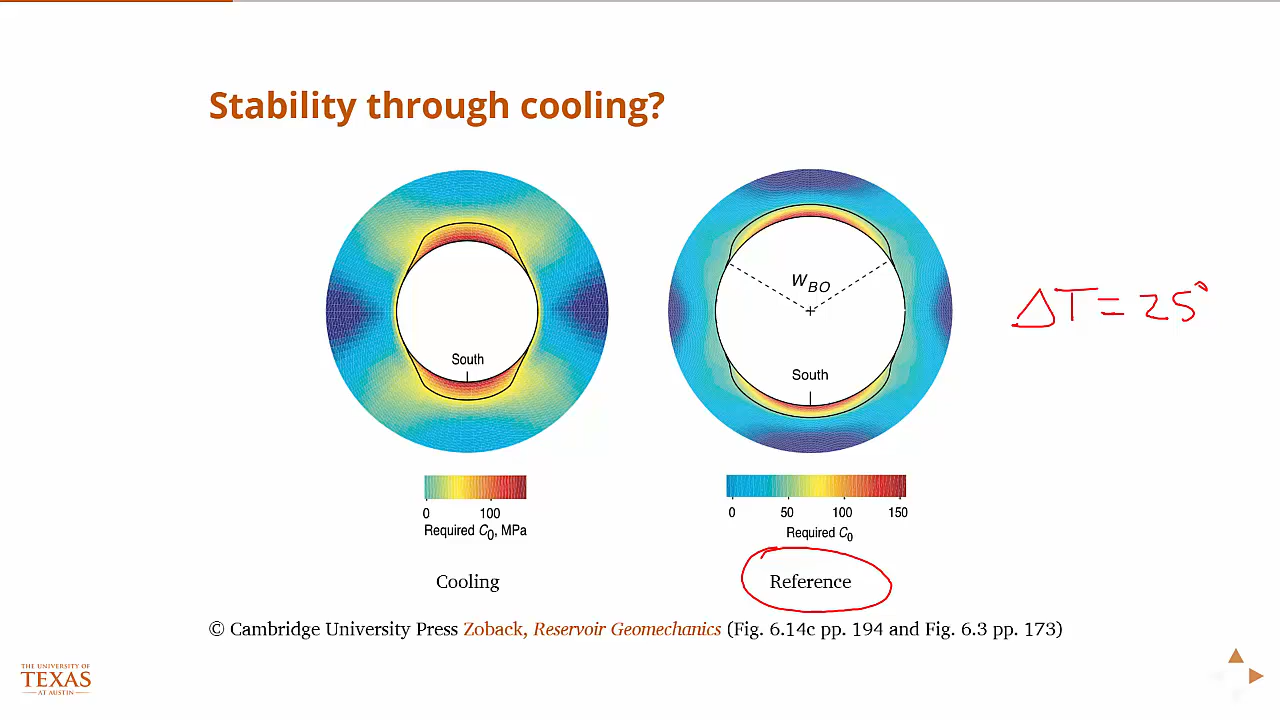 Stability through cooling?
South
W_BO
South
ΔT = 25°
0 100
Required C₀, MPa
0 50 100 150
Required C₀
Cooling
Reference
© Cambridge University Press Zoback, Reservoir Geomechanics (Fig. 6.14c pp. 194 and Fig. 6.3 pp. 173)
THE UNIVERSITY OF
TEXAS
AT AUSTIN